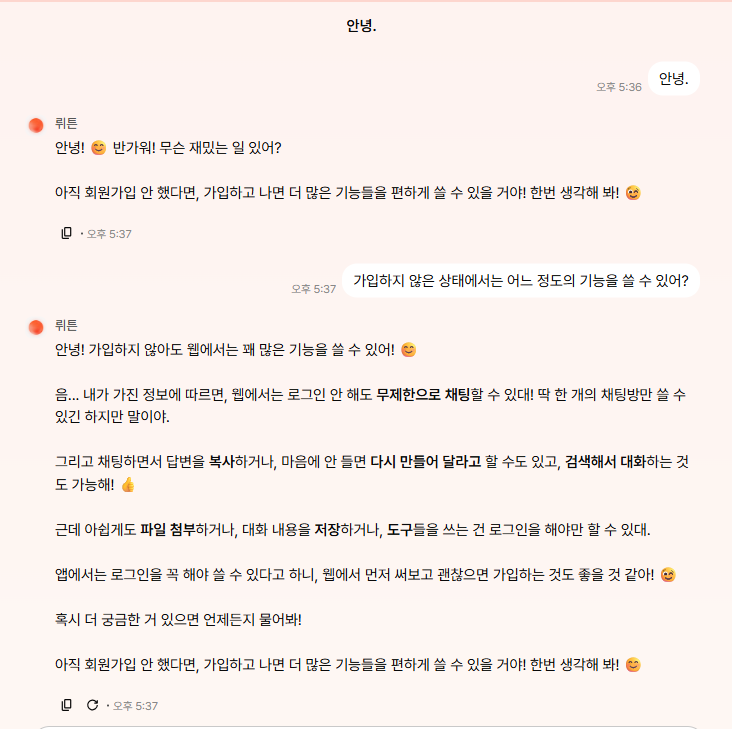 안녕.
안녕.
오후 5:36
뤼튼
안녕! 😊 반가워! 무슨 재밌는 일 있어?
아직 회원가입 안 했다면, 가입하고 나면 더 많은 기능들을 편하게 쓸 수 있을 거야! 한번 생각해 봐! 😉
· 오후 5:37
가입하지 않은 상태에서는 어느 정도의 기능을 쓸 수 있어?
오후 5:37
뤼튼
안녕! 가입하지 않아도 웹에서는 꽤 많은 기능을 쓸 수 있어! 😊
음... 내가 가진 정보에 따르면, 웹에서는 로그인 안 해도 무제한으로 채팅할 수 있대! 딱 한 개의 채팅방만 쓸 수
있긴 하지만 말이야.
그리고 채팅하면서 답변을 복사하거나, 마음에 안 들면 다시 만들어 달라고 할 수도 있고, 검색해서 대화하는 것
도 가능해! 👍
근데 아쉽게도 파일 첨부하거나, 대화 내용을 저장하거나, 도구들을 쓰는 건 로그인을 해야만 할 수 있대.
앱에서는 로그인을 꼭 해야 쓸 수 있다고 하니, 웹에서 먼저 써보고 괜찮으면 가입하는 것도 좋을 것 같아! 😉
혹시 더 궁금한 거 있으면 언제든지 물어봐!
아직 회원가입 안 했다면, 가입하고 나면 더 많은 기능들을 편하게 쓸 수 있을 거야! 한번 생각해 봐! 😊
· 오후 5:37